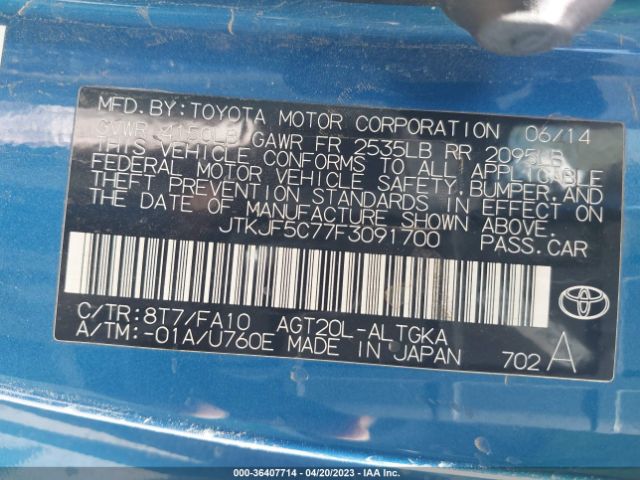 MFD. BY: TOYOTA MOTOR CORPORATION 06/14
GVWR 4150LB GAWR FR 2535LB RR 2095LB
THIS VEHICLE CONFORMS TO ALL APPLICABLE
FEDERAL MOTOR VEHICLE SAFETY, BUMPER, AND
THEFT PREVENTION STANDARDS IN EFFECT ON
THE DATE OF MANUFACTURE SHOWN ABOVE.
JTKJF5C77F3091700 PASS. CAR
C/TR: 8T7/FA10 AGT20L-ALTGKA
A/TM: -01A/U760E MADE IN JAPAN 702 A
000-36407714 - 04/20/2023 - IAA Inc.